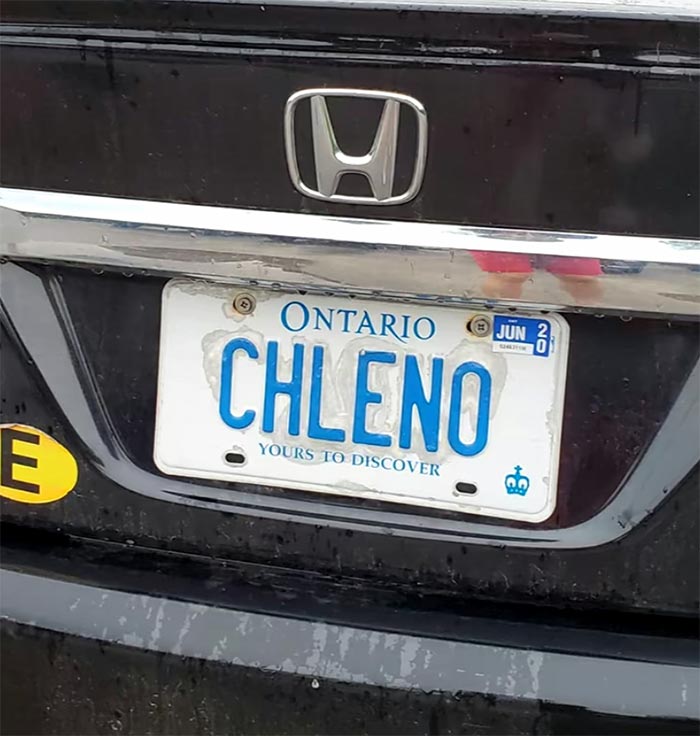 ONTARIO
JUN 20
CHLENO
YOURS TO DISCOVER
E